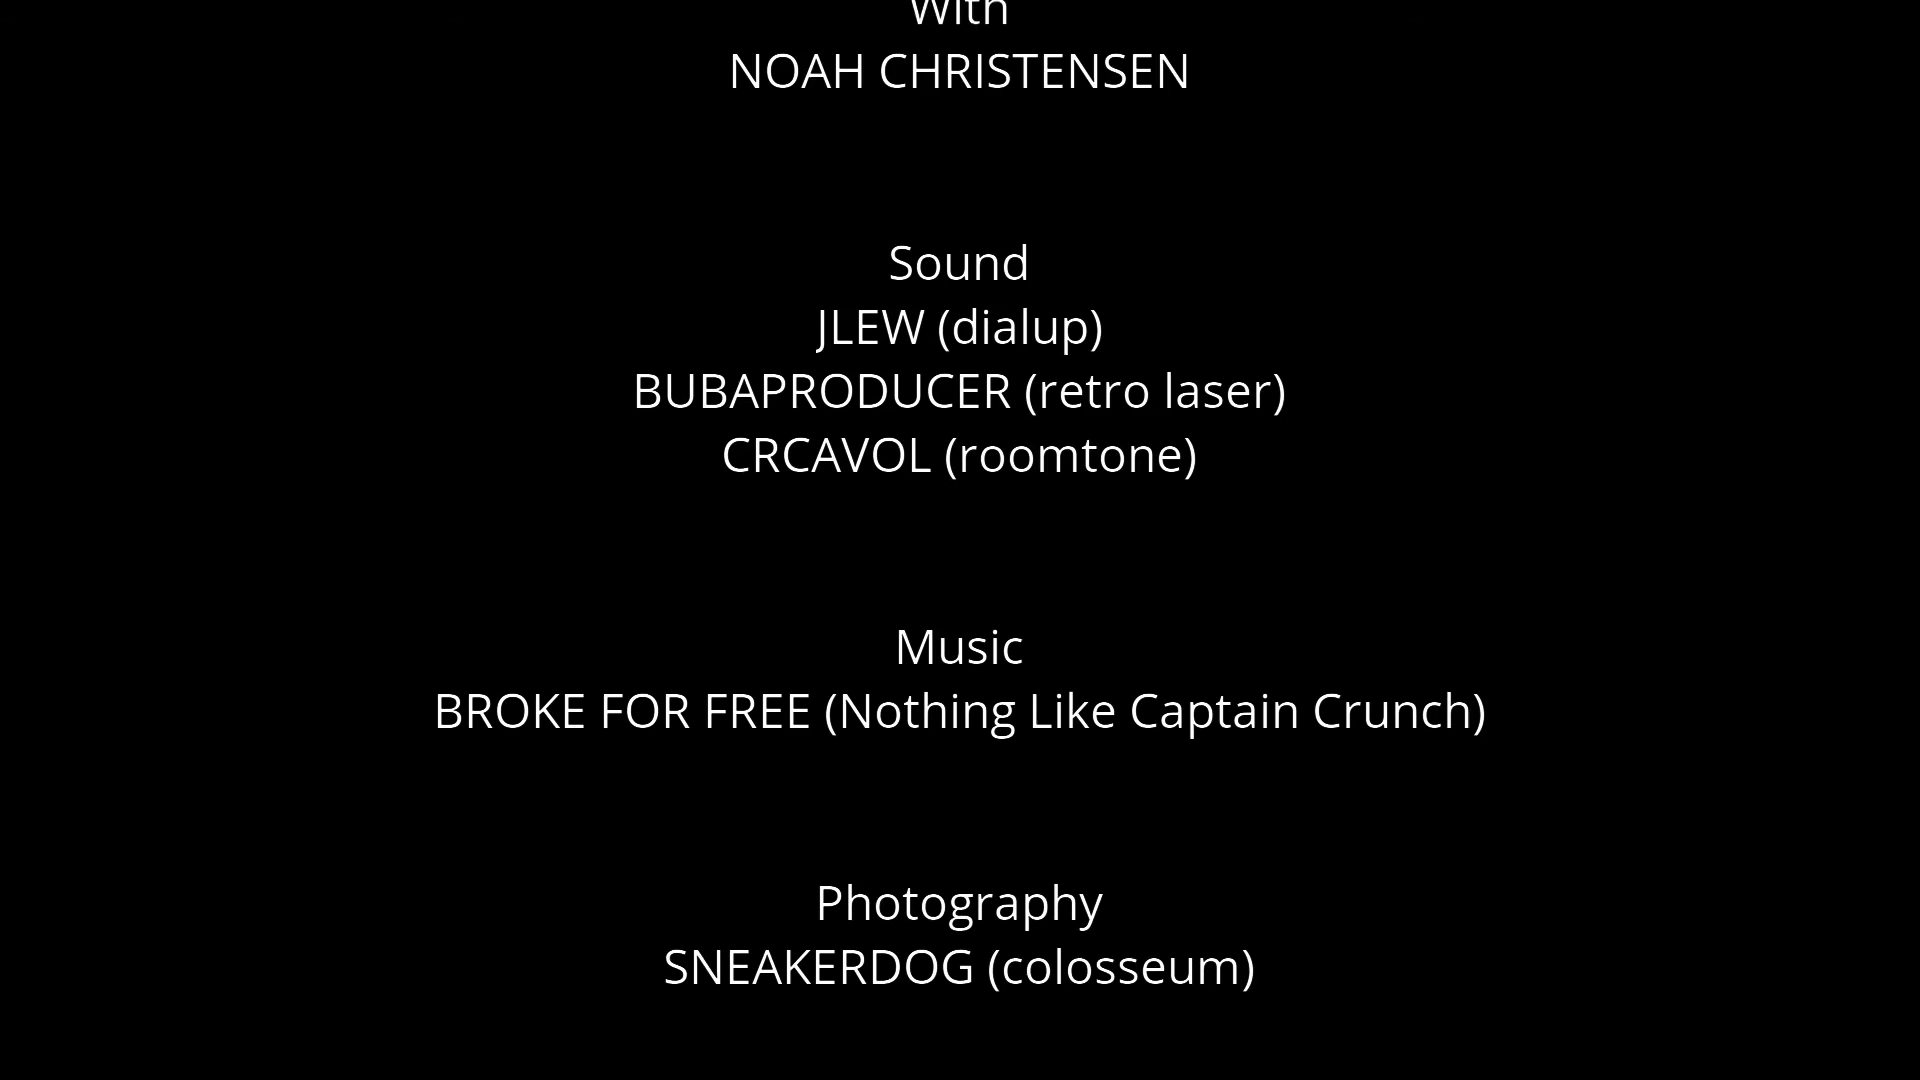 With
NOAH CHRISTENSEN
Sound
JLEW (dialup)
BUBAPRODUCER (retro laser)
CRCAVOL (roomtone)
Music
BROKE FOR FREE (Nothing Like Captain Crunch)
Photography
SNEAKERDOG (colosseum)